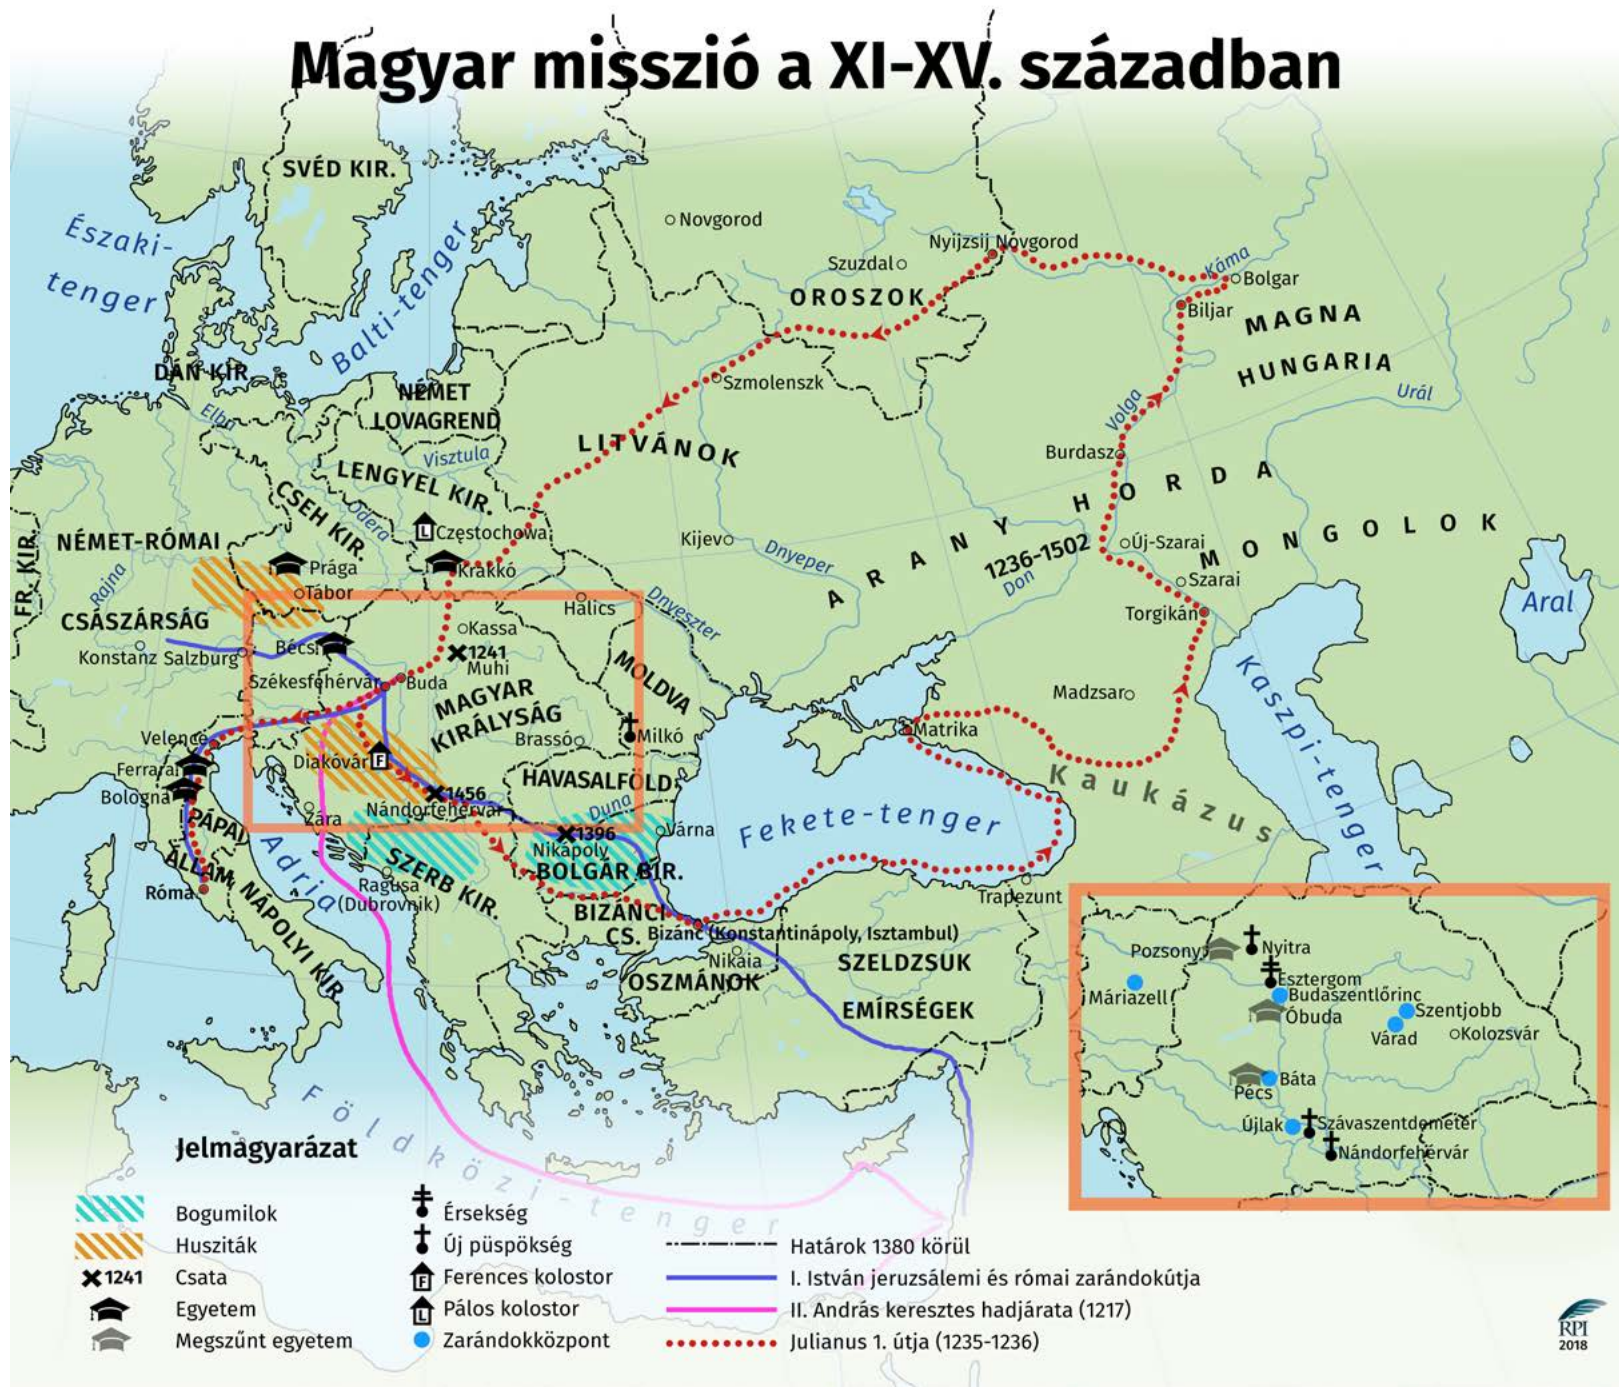 Magyar misszió a XI-XV. században
SVÉD KIR.
Északi-
tenger
Balti-tenger
Novgorod
Nyijzsij Novgorod
Szuzdal
OROSZOK
Káma
Bolgar
Biljar
MAGNA
HUNGARIA
Urál
DÁN KIR.
Elba
NÉMET
LOVAGREND
Szmolenszk
Volga
LITVÁNOK
Visztula
LENGYEL KIR.
Burdasz
ARANY HORDA
1236-1502
MONGOLOK
CSEH KIR.
Odera
Częstochowa
NÉMET-RÓMAI
CSÁSZÁRSÁG
FR. KIR.
Rajna
Prága
Tábor
Krakkó
Kijev
Dnyeper
Don
Új-Szarai
Szarai
Torgikán
Aral
Halics
Dnyeszter
Konstanz
Salzburg
Bécs
Kassa
1241
Muhi
Székesfehérvár
Buda
MAGYAR
KIRÁLYSÁG
MOLDVA
Madzsar
Kaszpi-tenger
Velence
Ferrara
Bologna
Diakóvár
F
L
Brassó
Milkó
Matrika
Kaukázus
HAVASALFÖLD
1456
Nándorfehérvár
Duna
Zára
PÁPAI
ÁLLAM
Adria
1396
Nikápoly
Várna
Fekete-tenger
SZERB KIR.
BOLGÁR BIR.
Ragusa
(Dubrovnik)
Róma
NÁPOLYI KIR.
BIZÁNCI
CS.
Bizánc (Konstantinápoly, Isztambul)
Nikaia
Trapezunt
OSZMÁNOK
SZELDZSUK
EMÍRSÉGEK
Földközi-tenger
Pozsony
Nyitra
Esztergom
Máriazell
Budaszentlőrinc
Óbuda
Szentjobb
Várad
Kolozsvár
Pécs
Báta
Újlak
Szávaszentdemeter
Nándorfehérvár
Jelmagyarázat
Bogumilok
Husziták
1241 Csata
Egyetem
Megszűnt egyetem
Érsekség
Új püspökség
F Ferences kolostor
L Pálos kolostor
Zarándokközpont
Határok 1380 körül
I. István jeruzsálemi és római zarándokútja
II. András keresztes hadjárata (1217)
Julianus 1. útja (1235-1236)
RPI
2018